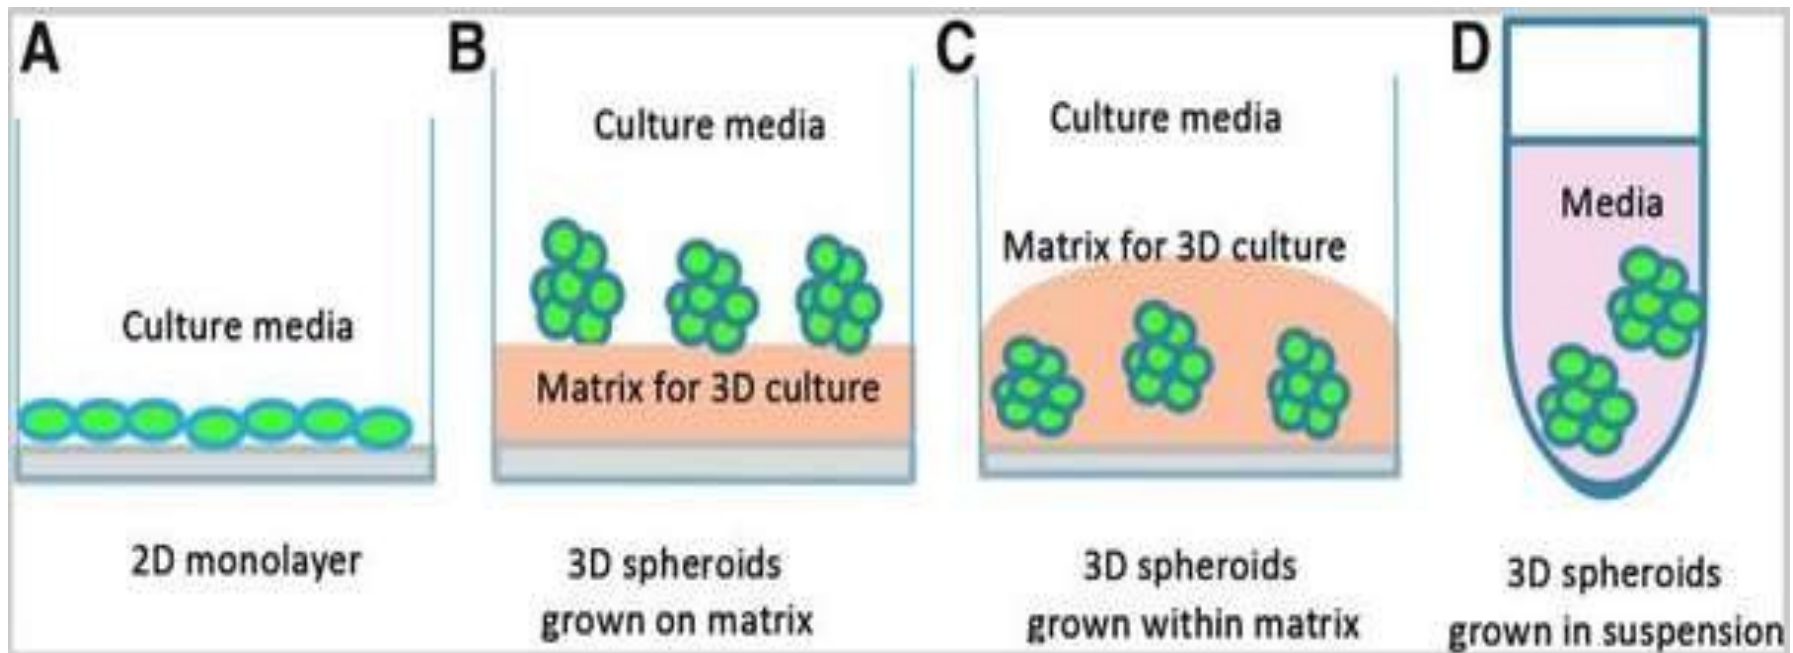 A
B
C
D
Culture media
2D monolayer
Culture media
Matrix for 3D culture
3D spheroids
grown on matrix
Culture media
Matrix for 3D culture
3D spheroids
grown within matrix
Media
3D spheroids
grown in suspension